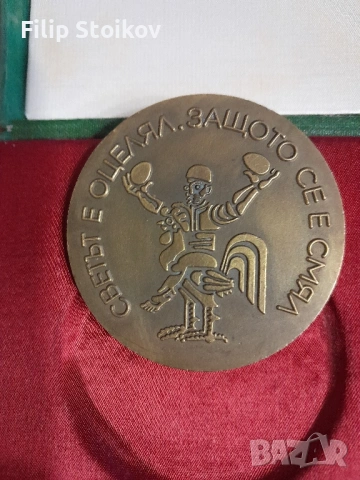 Filip Stoikov
СВЕТЪТ Е ОЦЕЛЯЛ, ЗАЩОТО СЕ Е СМЯЛ
BAZAR